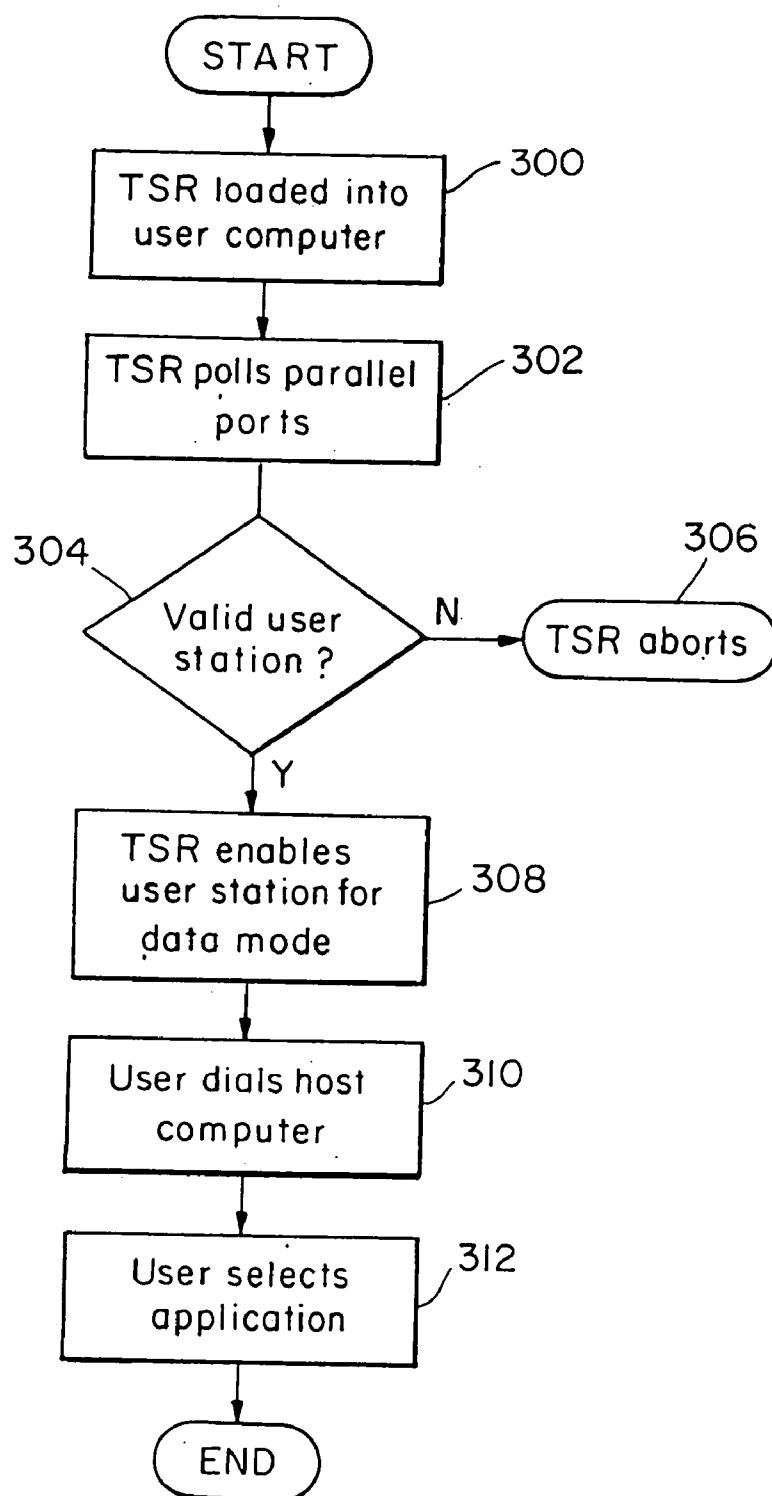 START
TSR loaded into
user computer
300
TSR polls parallel
ports
302
304
Valid user
station ?
N
306
TSR aborts
Y
TSR enables
user station for
data mode
308
User dials host
computer
310
User selects
application
312
END